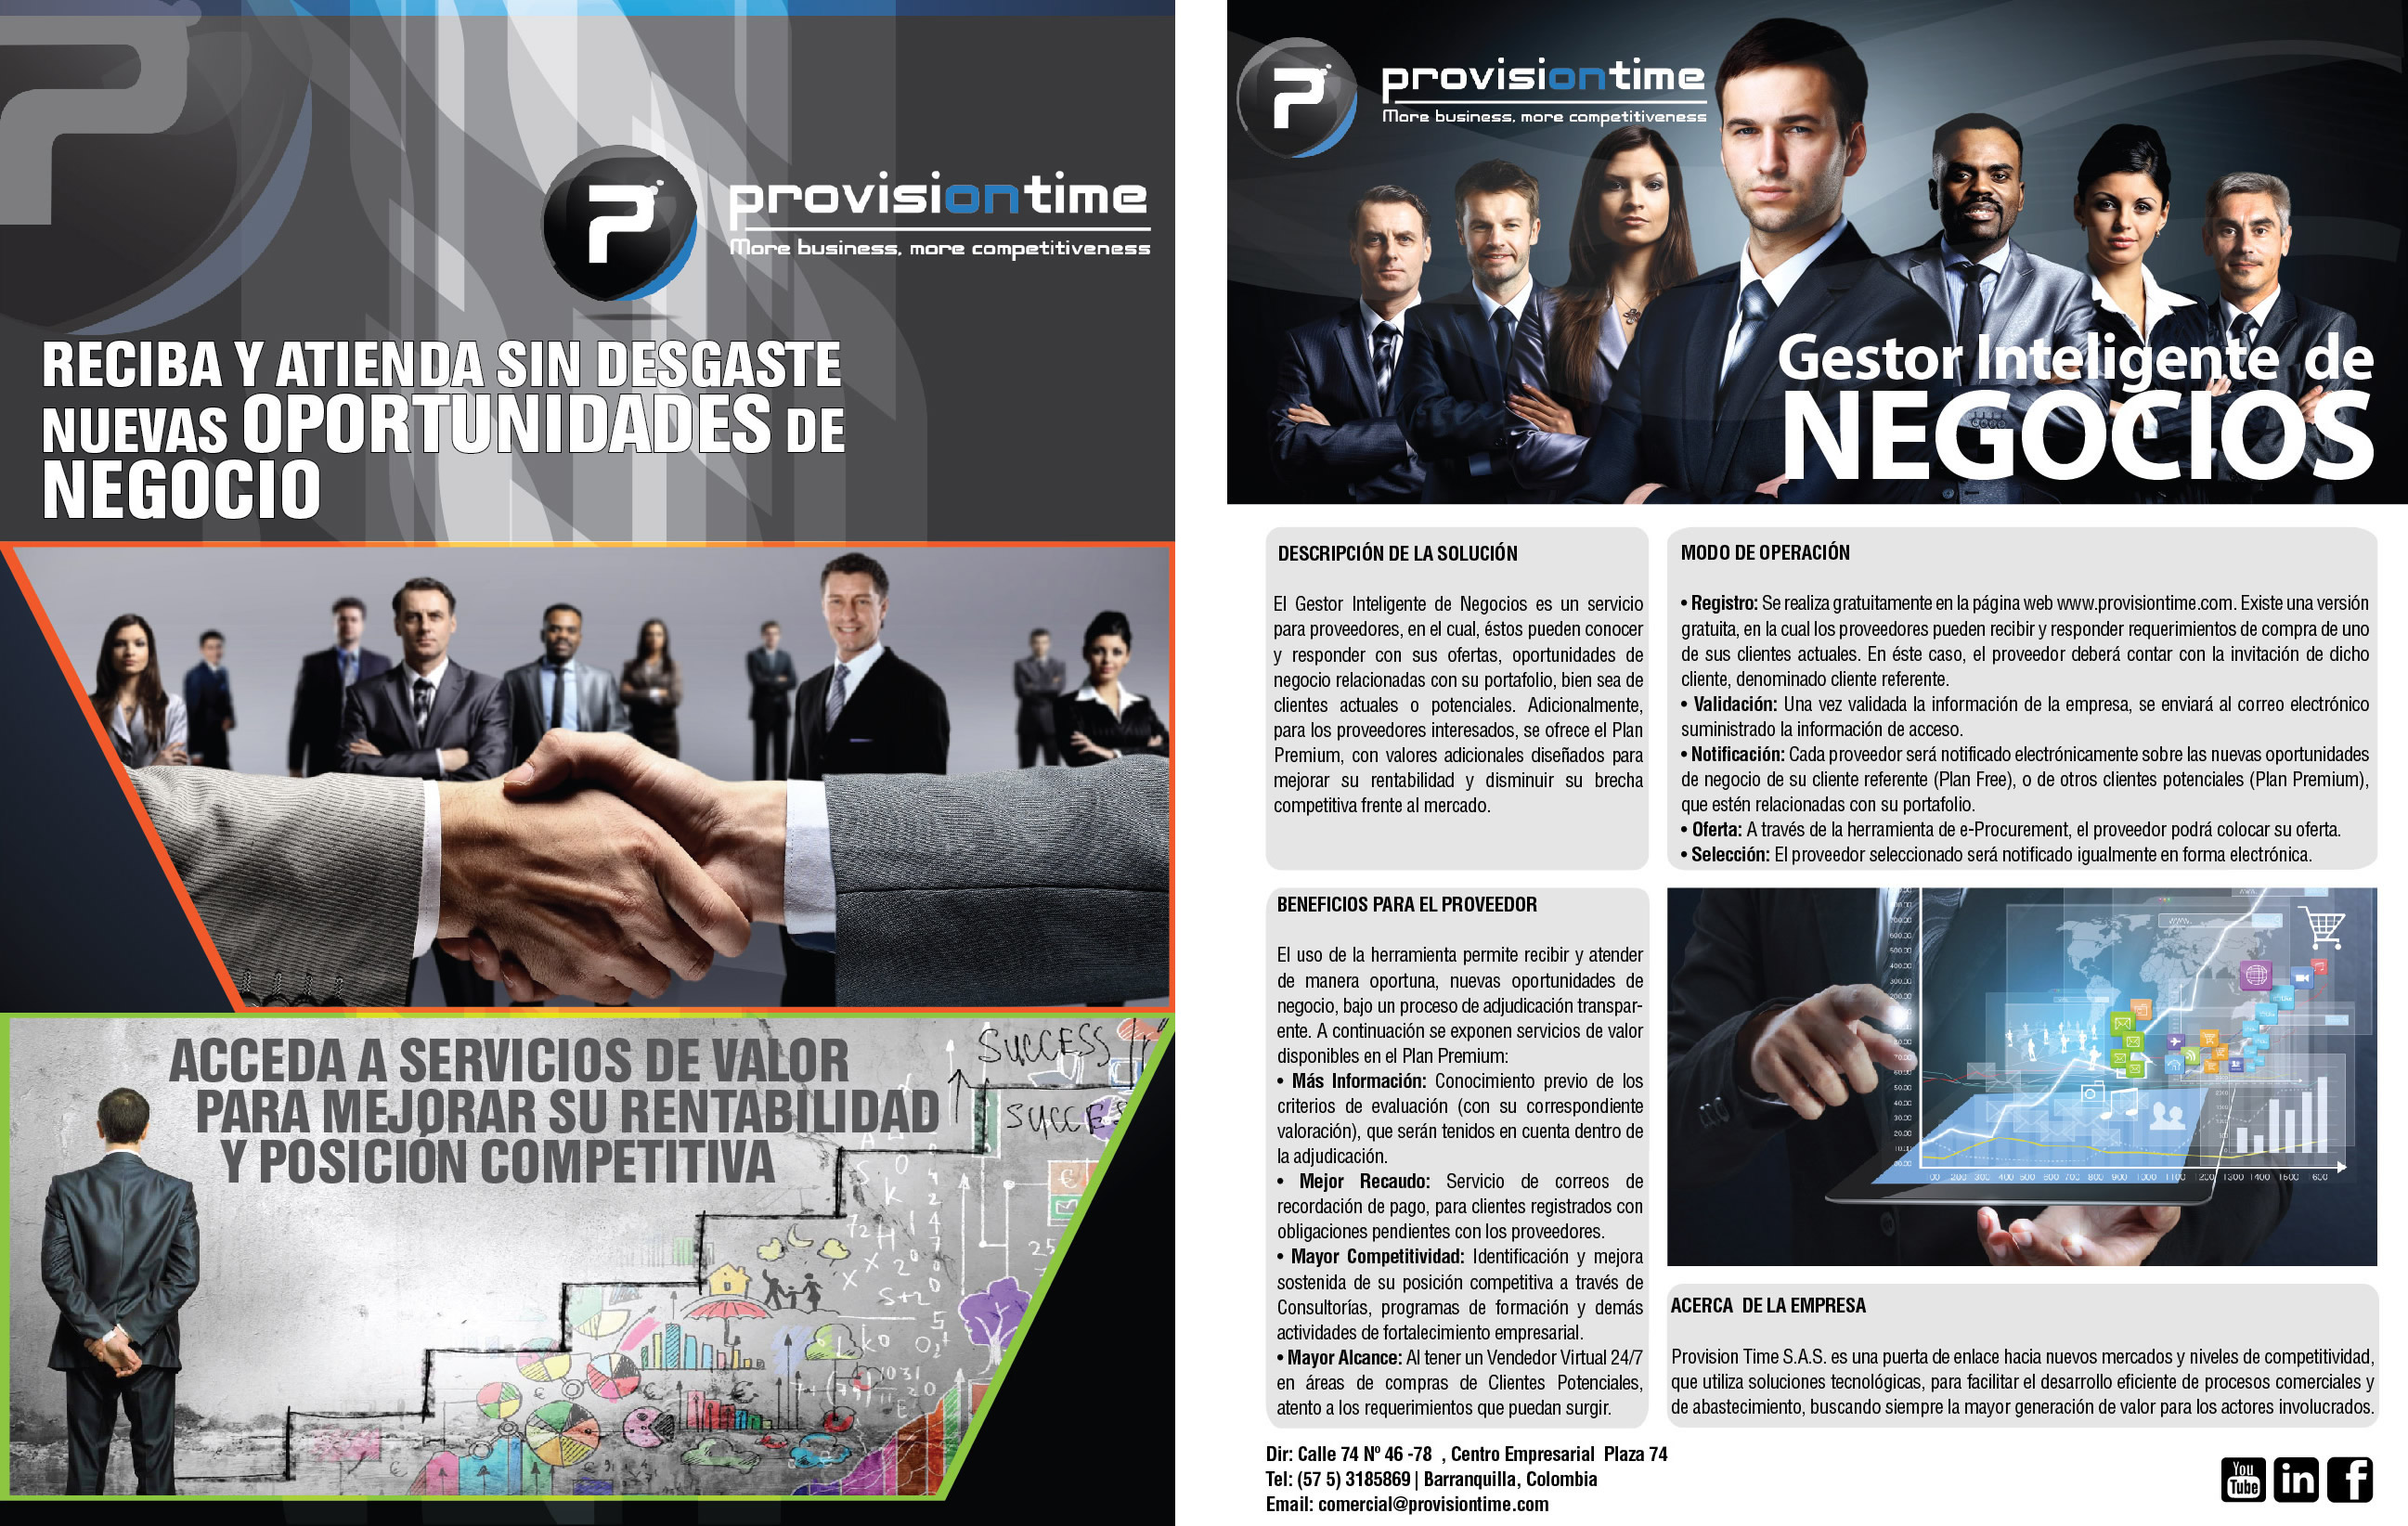 provisiontime
More business, more competitiveness
RECIBA Y ATIENDA SIN DESGASTE
NUEVAS OPORTUNIDADES DE
NEGOCIO
ACCEDA A SERVICIOS DE VALOR
PARA MEJORAR SU RENTABILIDAD
Y POSICIÓN COMPETITIVA
SUCCESS
provisiontime
More business, more competitiveness
Gestor Inteligente de
NEGOCIOS
DESCRIPCIÓN DE LA SOLUCIÓN
El Gestor Inteligente de Negocios es un servicio
para proveedores, en el cual, éstos pueden conocer
y responder con sus ofertas, oportunidades de
negocio relacionadas con su portafolio, bien sea de
clientes actuales o potenciales. Adicionalmente,
para los proveedores interesados, se ofrece el Plan
Premium, con valores adicionales diseñados para
mejorar su rentabilidad y disminuir su brecha
competitiva frente al mercado.
MODO DE OPERACIÓN
• Registro: Se realiza gratuitamente en la página web www.provisiontime.com. Existe una versión
gratuita, en la cual los proveedores pueden recibir y responder requerimientos de compra de uno
de sus clientes actuales. En éste caso, el proveedor deberá contar con la invitación de dicho
cliente, denominado cliente referente.
• Validación: Una vez validada la información de la empresa, se enviará al correo electrónico
suministrado la información de acceso.
• Notificación: Cada proveedor será notificado electrónicamente sobre las nuevas oportunidades
de negocio de su cliente referente (Plan Free), o de otros clientes potenciales (Plan Premium),
que estén relacionadas con su portafolio.
• Oferta: A través de la herramienta de e-Procurement, el proveedor podrá colocar su oferta.
• Selección: El proveedor seleccionado será notificado igualmente en forma electrónica.
BENEFICIOS PARA EL PROVEEDOR
El uso de la herramienta permite recibir y atender
de manera oportuna, nuevas oportunidades de
negocio, bajo un proceso de adjudicación transpar-
ente. A continuación se exponen servicios de valor
disponibles en el Plan Premium:
• Más Información: Conocimiento previo de los
criterios de evaluación (con su correspondiente
valoración), que serán tenidos en cuenta dentro de
la adjudicación.
• Mejor Recaudo: Servicio de correos de
recordación de pago, para clientes registrados con
obligaciones pendientes con los proveedores.
• Mayor Competitividad: Identificación y mejora
sostenida de su posición competitiva a través de
Consultorías, programas de formación y demás
actividades de fortalecimiento empresarial.
• Mayor Alcance: Al tener un Vendedor Virtual 24/7
en áreas de compras de Clientes Potenciales,
atento a los requerimientos que puedan surgir.
ACERCA DE LA EMPRESA
Provision Time S.A.S. es una puerta de enlace hacia nuevos mercados y niveles de competitividad,
que utiliza soluciones tecnológicas, para facilitar el desarrollo eficiente de procesos comerciales y
de abastecimiento, buscando siempre la mayor generación de valor para los actores involucrados.
Dir: Calle 74 Nº 46 -78 , Centro Empresarial Plaza 74
Tel: (57 5) 3185869 | Barranquilla, Colombia
Email: comercial@provisiontime.com
You Tube in f